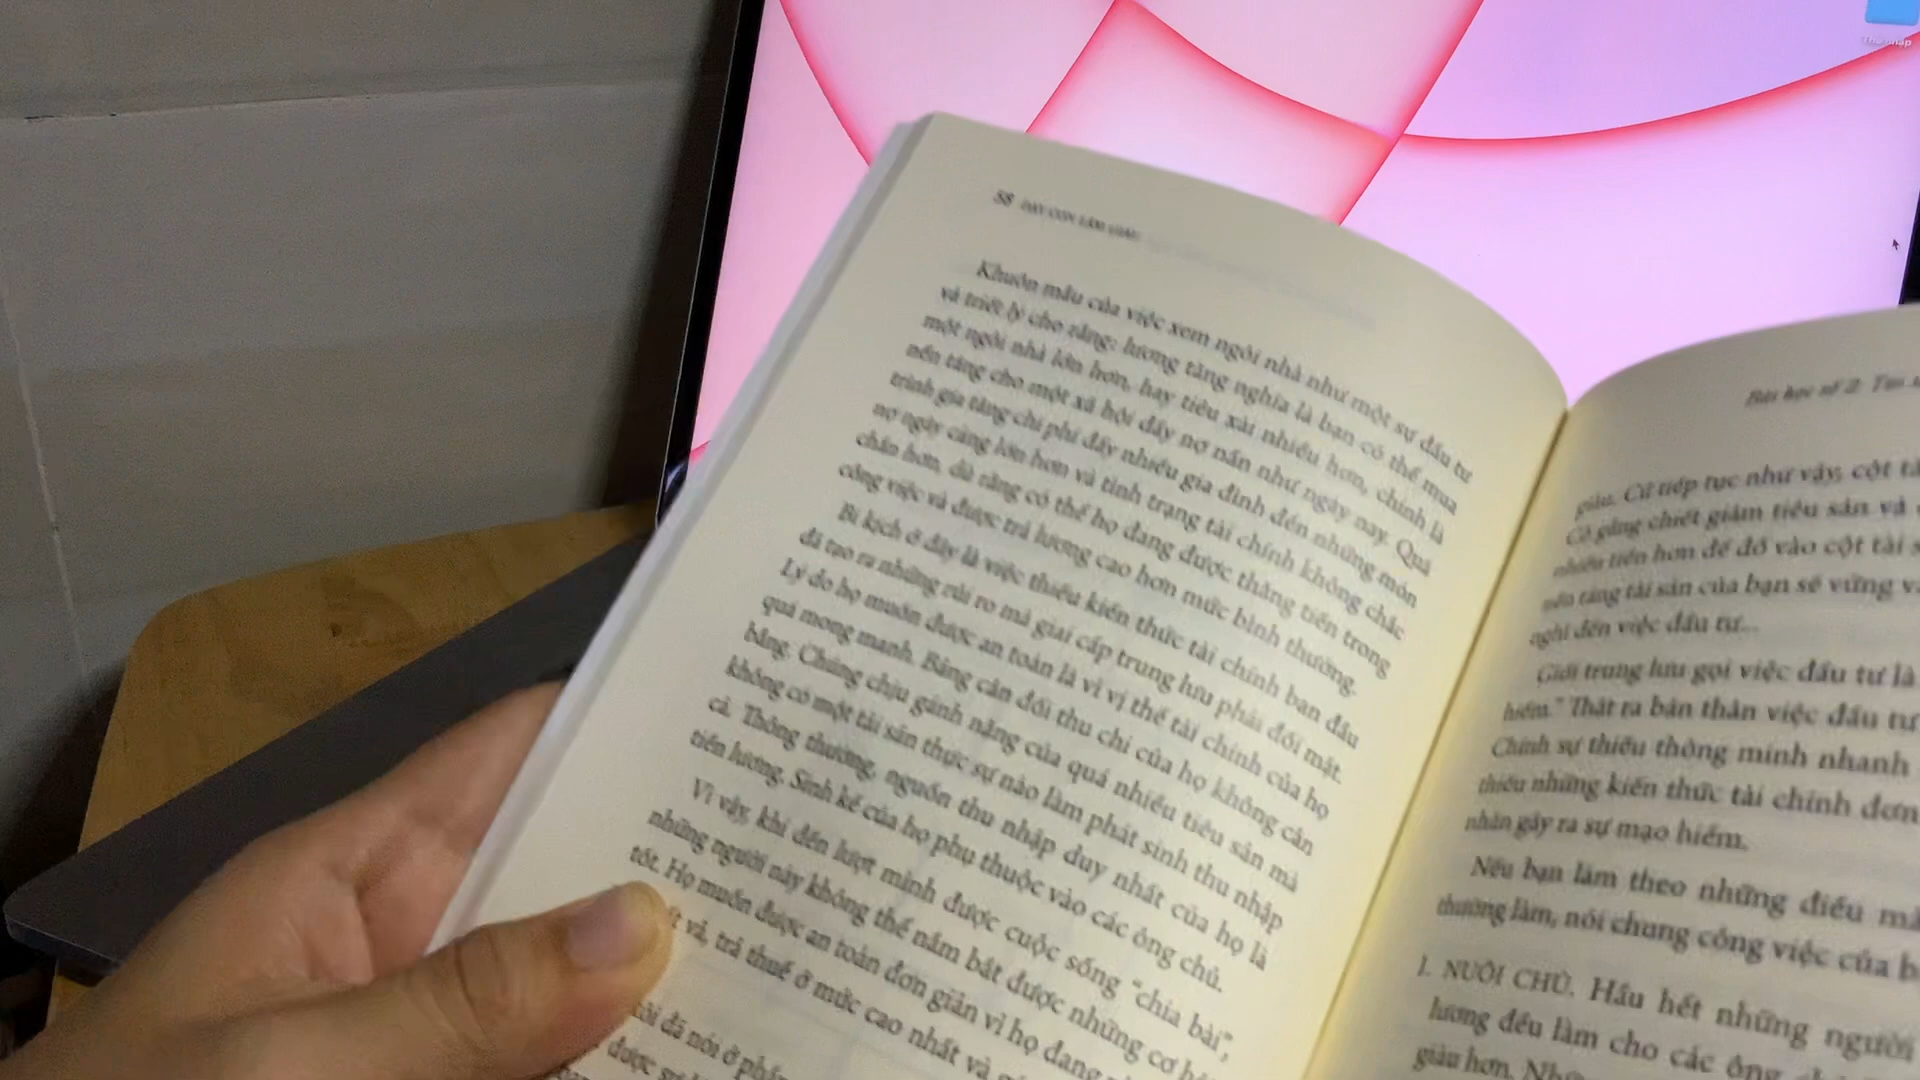 58 DẠY CON LÀM GIÀU
Khuôn mẫu của việc xem ngôi nhà như một sự đầu tư
và triết lý cho rằng: lương tăng nghĩa là bạn có thể mua
một ngôi nhà lớn hơn, hay tiêu xài nhiều hơn, chính là
nền tảng cho một xã hội đầy nợ nần như ngày nay. Quá
trình gia tăng chi phí đẩy nhiều gia đình đến những món
nợ ngày càng lớn hơn và tình trạng tài chính không chắc
chắn hơn, dù rằng có thể họ đang được thăng tiến trong
công việc và được trả lương cao hơn mức bình thường.
Bi kịch ở đây là việc thiếu kiến thức tài chính ban đầu
đã tạo ra những rủi ro mà giai cấp trung lưu phải đối mặt.
Lý do họ muốn được an toàn là vì vị thế tài chính của họ
quá mong manh. Bảng cân đối thu chi của họ không cân
bằng. Chúng chịu gánh nặng của quá nhiều tiêu sản mà
không có một tài sản thực sự nào làm phát sinh thu nhập
cả. Thông thường, nguồn thu nhập duy nhất của họ là
tiền lương. Sinh kế của họ phụ thuộc vào các ông chủ.
Vì vậy, khi đến lượt mình được cuộc sống “chia bài”,
những người này không thể nắm bắt được những cơ hội
tốt. Họ muốn được an toàn đơn giản vì họ đang
vả, trả thuế ở mức cao nhất và
tôi đã nói ở phần
được
Bài học số 2: Tại
giàu. Cứ tiếp tục như vậy, cột
Cố gắng chiết giảm tiêu sản và
nhiều tiền hơn để đổ vào cột tài
nền tảng tài sản của bạn sẽ vững
nghĩ đến việc đầu tư...
Giới trung lưu gọi việc đầu tư là
hiểm.” Thật ra bản thân việc đầu tư
Chính sự thiếu thông minh nhanh
thiếu những kiến thức tài chính đơn
nhân gây ra sự mạo hiểm.
Nếu bạn làm theo những điều mà
thường làm, nói chung công việc của
1. NUÔI CHỦ. Hầu hết những người
lương đều làm cho các ông
giàu hơn.